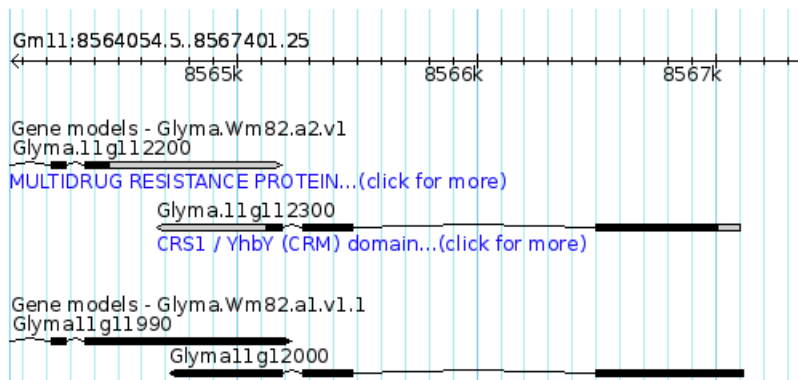 Gm11:8564054.5..8567401.25
8565k 8566k 8567k
Gene models - Glyma.Wm82.a2.v1
Glyma.11g112200
MULTIDRUG RESISTANCE PROTEIN...(click for more)
Glyma.11g112300
CRS1 / YhbY (CRM) domain...(click for more)
Gene models - Glyma.Wm82.a1.v1.1
Glyma11g11990
Glyma11g12000